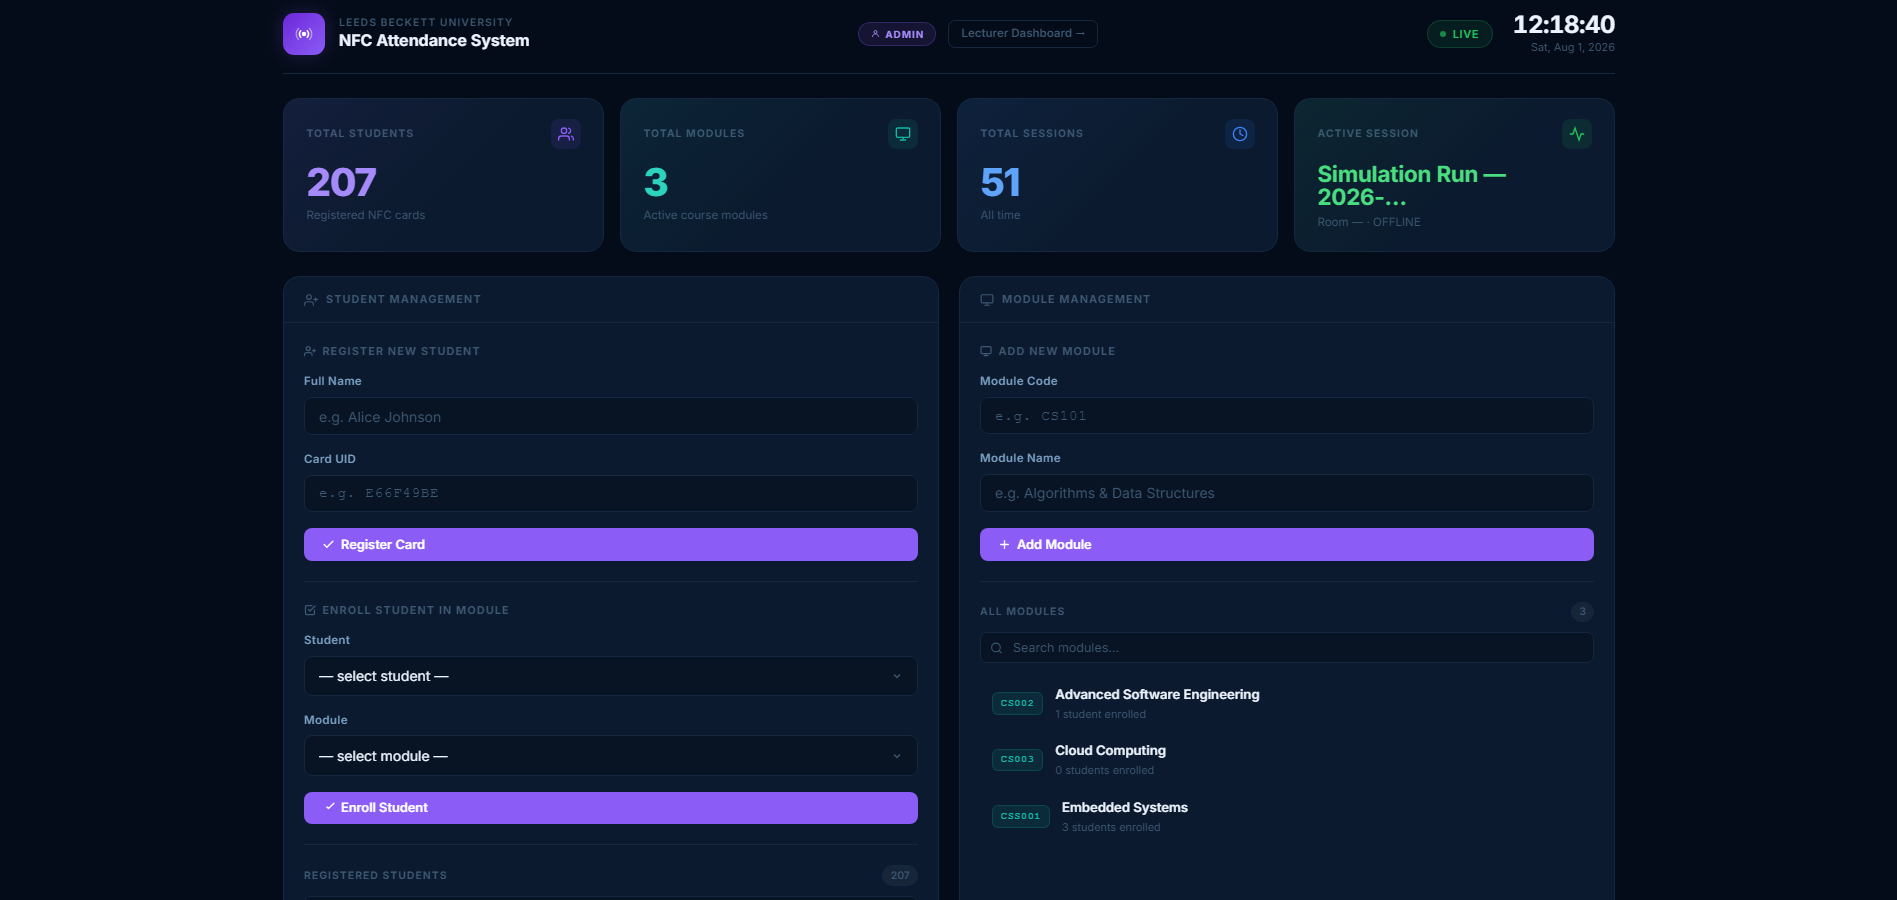 LEEDS BECKETT UNIVERSITY
NFC Attendance System
ADMIN
Lecturer Dashboard →
LIVE
12:18:40
Sat, Aug 1, 2026
TOTAL STUDENTS
207
Registered NFC cards
TOTAL MODULES
3
Active course modules
TOTAL SESSIONS
51
All time
ACTIVE SESSION
Simulation Run —
2026-...
Room — · OFFLINE
STUDENT MANAGEMENT
REGISTER NEW STUDENT
Full Name
e.g. Alice Johnson
Card UID
e.g. E66F49BE
Register Card
ENROLL STUDENT IN MODULE
Student
— select student —
Module
— select module —
Enroll Student
REGISTERED STUDENTS
207
MODULE MANAGEMENT
ADD NEW MODULE
Module Code
e.g. CS101
Module Name
e.g. Algorithms & Data Structures
+ Add Module
ALL MODULES
3
Search modules...
CS002
Advanced Software Engineering
1 student enrolled
CS003
Cloud Computing
0 students enrolled
CSS001
Embedded Systems
3 students enrolled